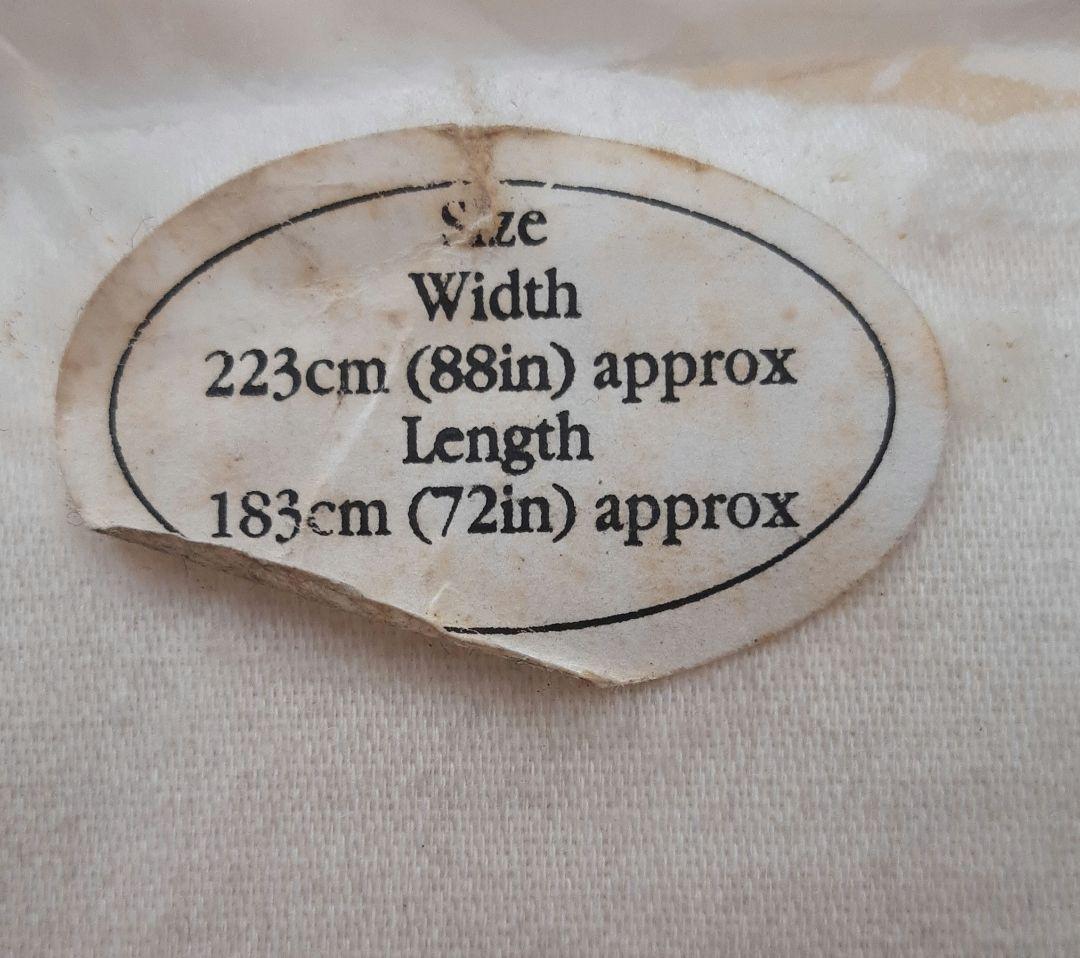 Size
Width
223cm (88in) approx
Length
183cm (72in) approx